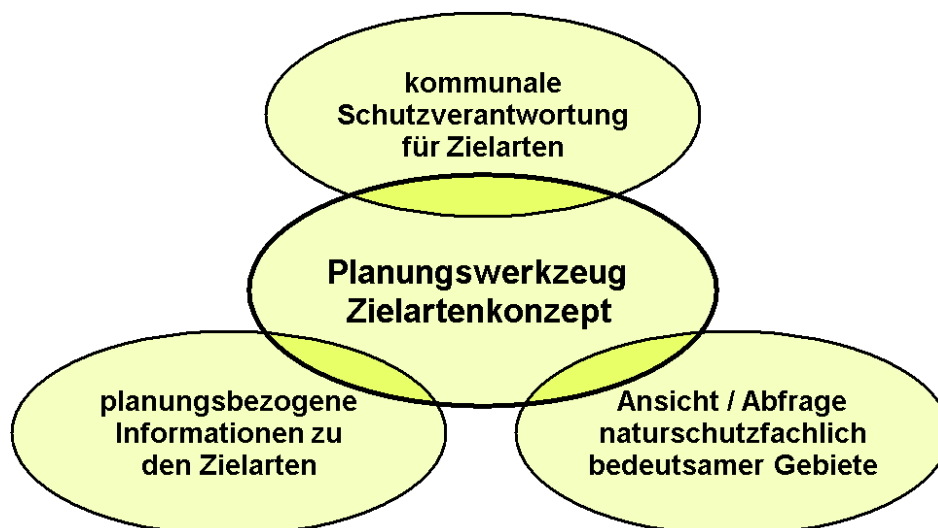 kommunale
Schutzverantwortung
für Zielarten
Planungswerkzeug
Zielartenkonzept
planungsbezogene
Informationen zu
den Zielarten
Ansicht / Abfrage
naturschutzfachlich
bedeutsamer Gebiete